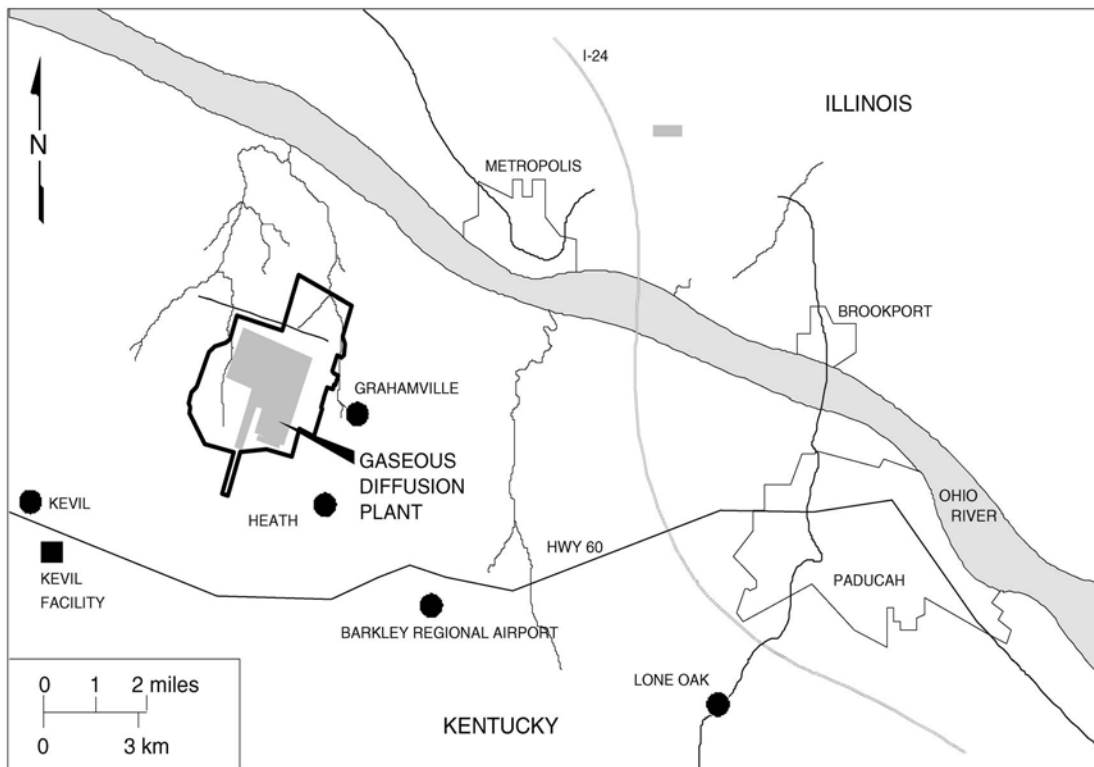 I-24
ILLINOIS
N
METROPOLIS
BROOKPORT
GRAHAMVILLE
GASEOUS
DIFFUSION
PLANT
KEVIL
HEATH
OHIO
RIVER
HWY 60
KEVIL
FACILITY
PADUCAH
BARKLEY REGIONAL AIRPORT
LONE OAK
KENTUCKY
0 1 2 miles
0 3 km